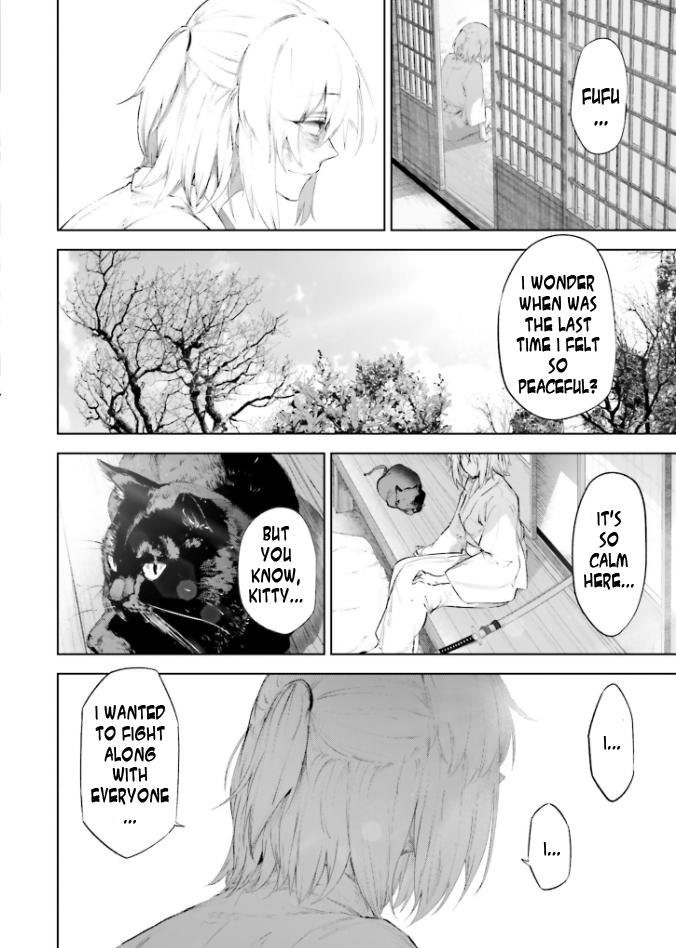 FUFU
...
I WONDER
WHEN WAS
THE LAST
TIME I FELT
SO
PEACEFUL?
IT'S
SO
CALM
HERE...
BUT
YOU
KNOW,
KITTY...
I...
I...
I WANTED
TO FIGHT
ALONG
WITH
EVERYONE
...